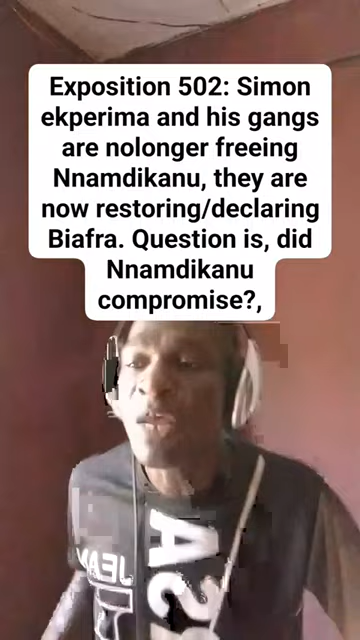 Exposition 502: Simon
ekperima and his gangs
are nolonger freeing
Nnamdikanu, they are
now restoring/declaring
Biafra. Question is, did
Nnamdikanu
compromise?,
JEAN